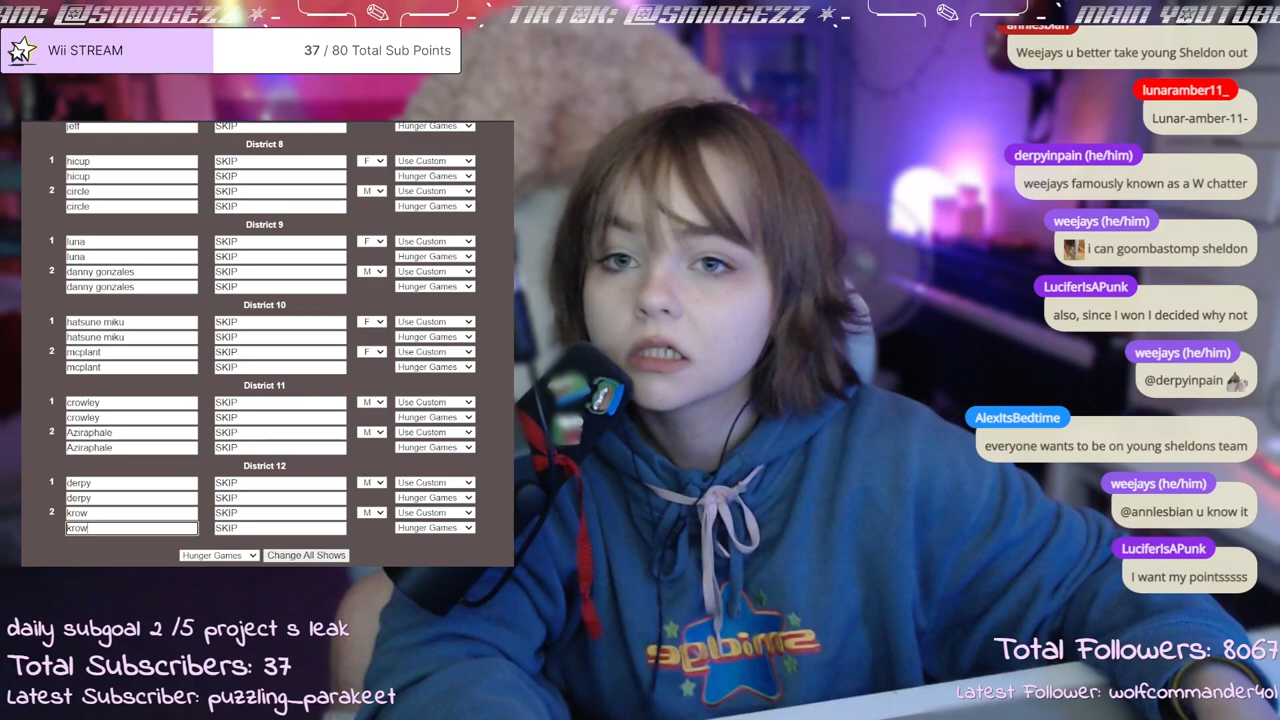 AM: @SMIDGEZZ
TIKTOK: @SMIDGEZZ
MAIN YOUTUBE
Wii STREAM
37 / 80 Total Sub Points
jeff SKIP Hunger Games
District 8
1 hicup SKIP F Use Custom
hicup SKIP Hunger Games
2 circle SKIP M Use Custom
circle SKIP Hunger Games
District 9
1 luna SKIP F Use Custom
luna SKIP Hunger Games
2 danny gonzales SKIP M Use Custom
danny gonzales SKIP Hunger Games
District 10
1 hatsune miku SKIP F Use Custom
hatsune miku SKIP Hunger Games
2 mcplant SKIP F Use Custom
mcplant SKIP Hunger Games
District 11
1 crowley SKIP M Use Custom
crowley SKIP Hunger Games
2 Aziraphale SKIP M Use Custom
Aziraphale SKIP Hunger Games
District 12
1 derpy SKIP M Use Custom
derpy SKIP Hunger Games
2 krow SKIP M Use Custom
krow SKIP Hunger Games
Hunger Games Change All Shows
annlesbian
Weejays u better take young Sheldon out
lunaramber11_
Lunar-amber-11-
derpyinpain (he/him)
weejays famously known as a W chatter
weejays (he/him)
i can goombastomp sheldon
LuciferIsAPunk
also, since I won I decided why not
weejays (he/him)
@derpyinpain
AlexItsBedtime
everyone wants to be on young sheldons team
weejays (he/him)
@annlesbian u know it
LuciferIsAPunk
I want my pointsssss
smidge
daily subgoal 2 /5 project s leak
Total Subscribers: 37
Latest Subscriber: puzzling_parakeet
Total Followers: 8067
Latest Follower: wolfcommander4ol